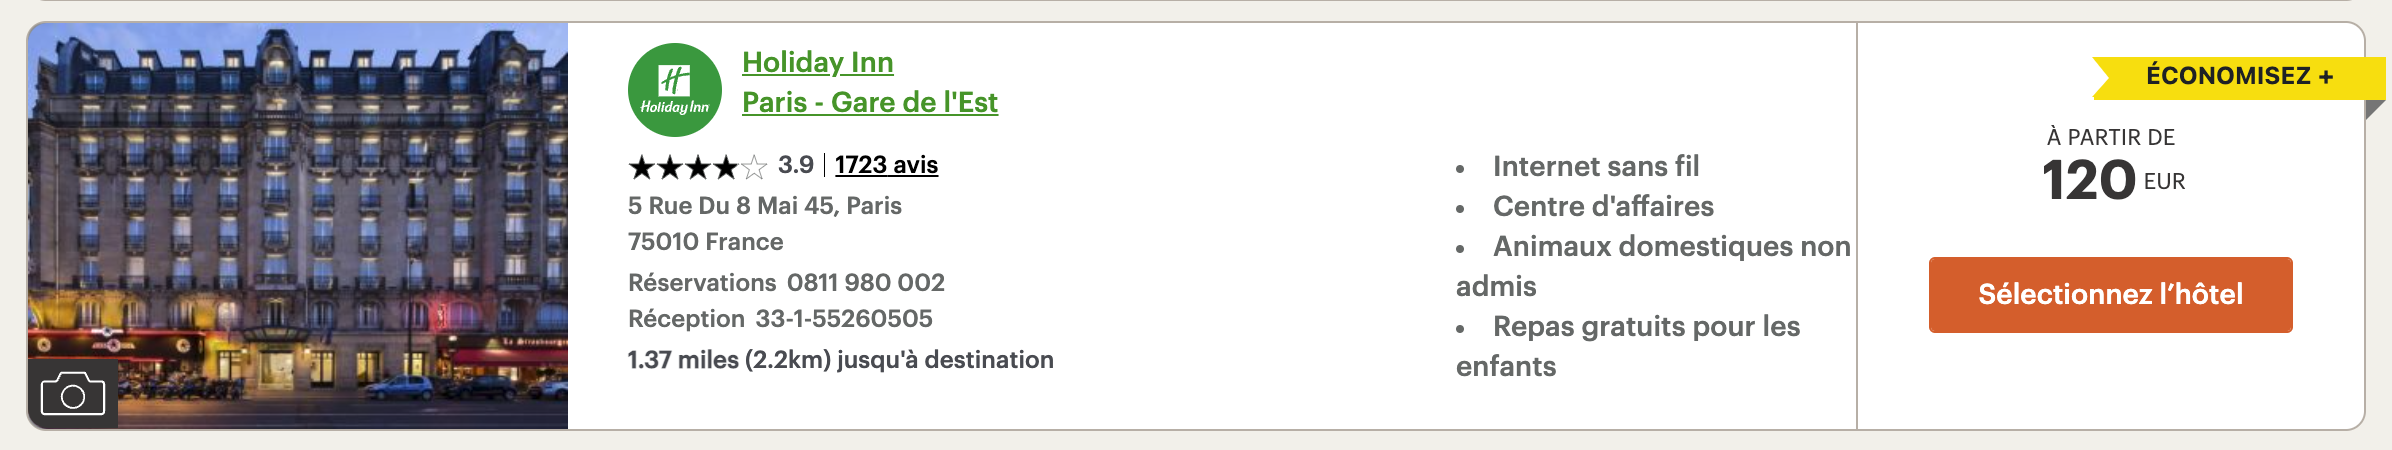 Holiday Inn
Holiday Inn
Paris - Gare de l'Est
3.9 | 1723 avis
5 Rue Du 8 Mai 45, Paris
75010 France
Réservations 0811 980 002
Réception 33-1-55260505
1.37 miles (2.2km) jusqu'à destination
• Internet sans fil
• Centre d'affaires
• Animaux domestiques non
admis
• Repas gratuits pour les
enfants
ÉCONOMISEZ +
À PARTIR DE
120 EUR
Sélectionnez l’hôtel